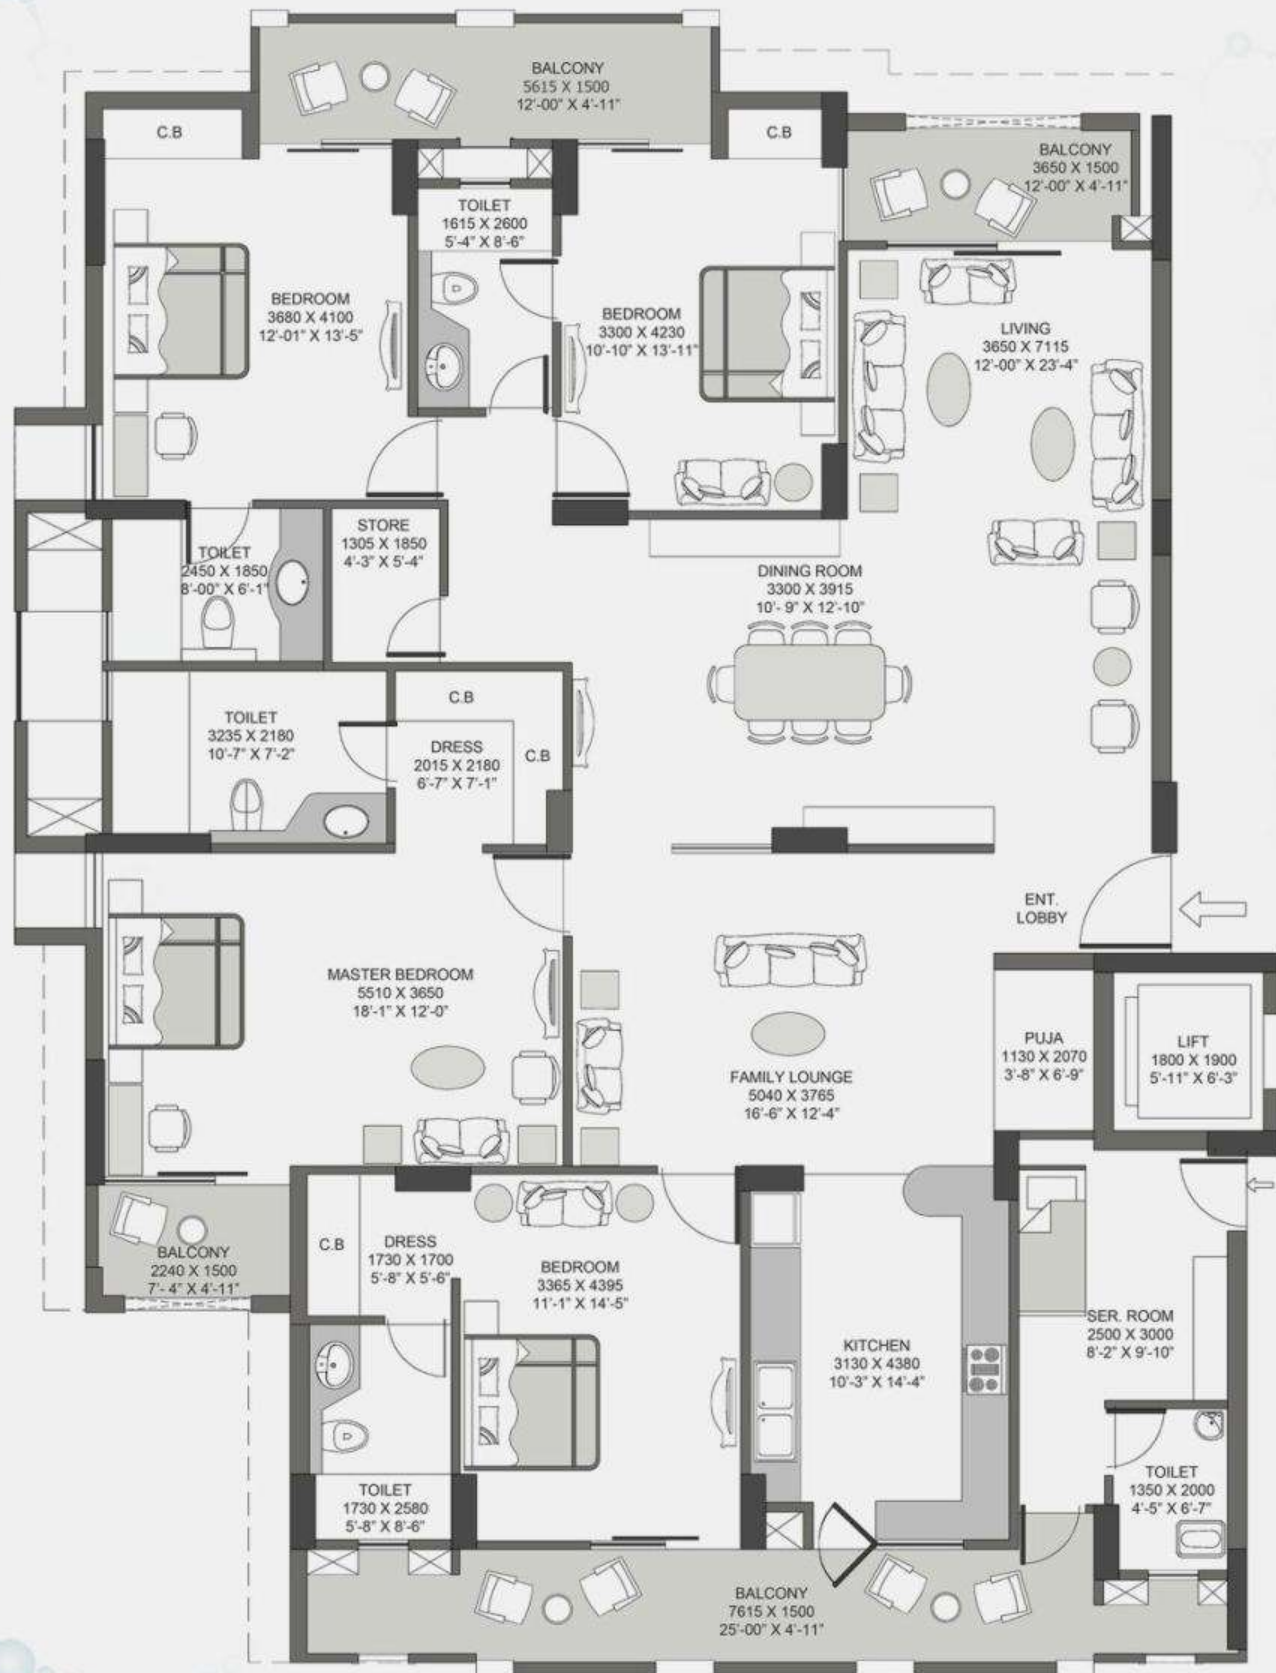 BALCONY
5615 X 1500
12'-00" X 4'-11"
C.B
C.B
BALCONY
3650 X 1500
12'-00" X 4'-11"
TOILET
1615 X 2600
5'-4" X 8'-6"
BEDROOM
3680 X 4100
12'-01" X 13'-5"
BEDROOM
3300 X 4230
10'-10" X 13'-11"
LIVING
3650 X 7115
12'-00" X 23'-4"
TOILET
2450 X 1850
8'-00" X 6'-1"
STORE
1305 X 1850
4'-3" X 5'-4"
DINING ROOM
3300 X 3915
10'- 9" X 12'-10"
TOILET
3235 X 2180
10'-7" X 7'-2"
C.B
DRESS
2015 X 2180
6'-7" X 7'-1"
C.B
ENT.
LOBBY
MASTER BEDROOM
5510 X 3650
18'-1" X 12'-0"
FAMILY LOUNGE
5040 X 3765
16'-6" X 12'-4"
PUJA
1130 X 2070
3'-8" X 6'-9"
LIFT
1800 X 1900
5'-11" X 6'-3"
BALCONY
2240 X 1500
7'- 4" X 4'-11"
C.B
DRESS
1730 X 1700
5'-8" X 5'-6"
BEDROOM
3365 X 4395
11'-1" X 14'-5"
KITCHEN
3130 X 4380
10'-3" X 14'-4"
SER. ROOM
2500 X 3000
8'-2" X 9'-10"
TOILET
1730 X 2580
5'-8" X 8'-6"
TOILET
1350 X 2000
4'-5" X 6'-7"
BALCONY
7615 X 1500
25'-00" X 4'-11"